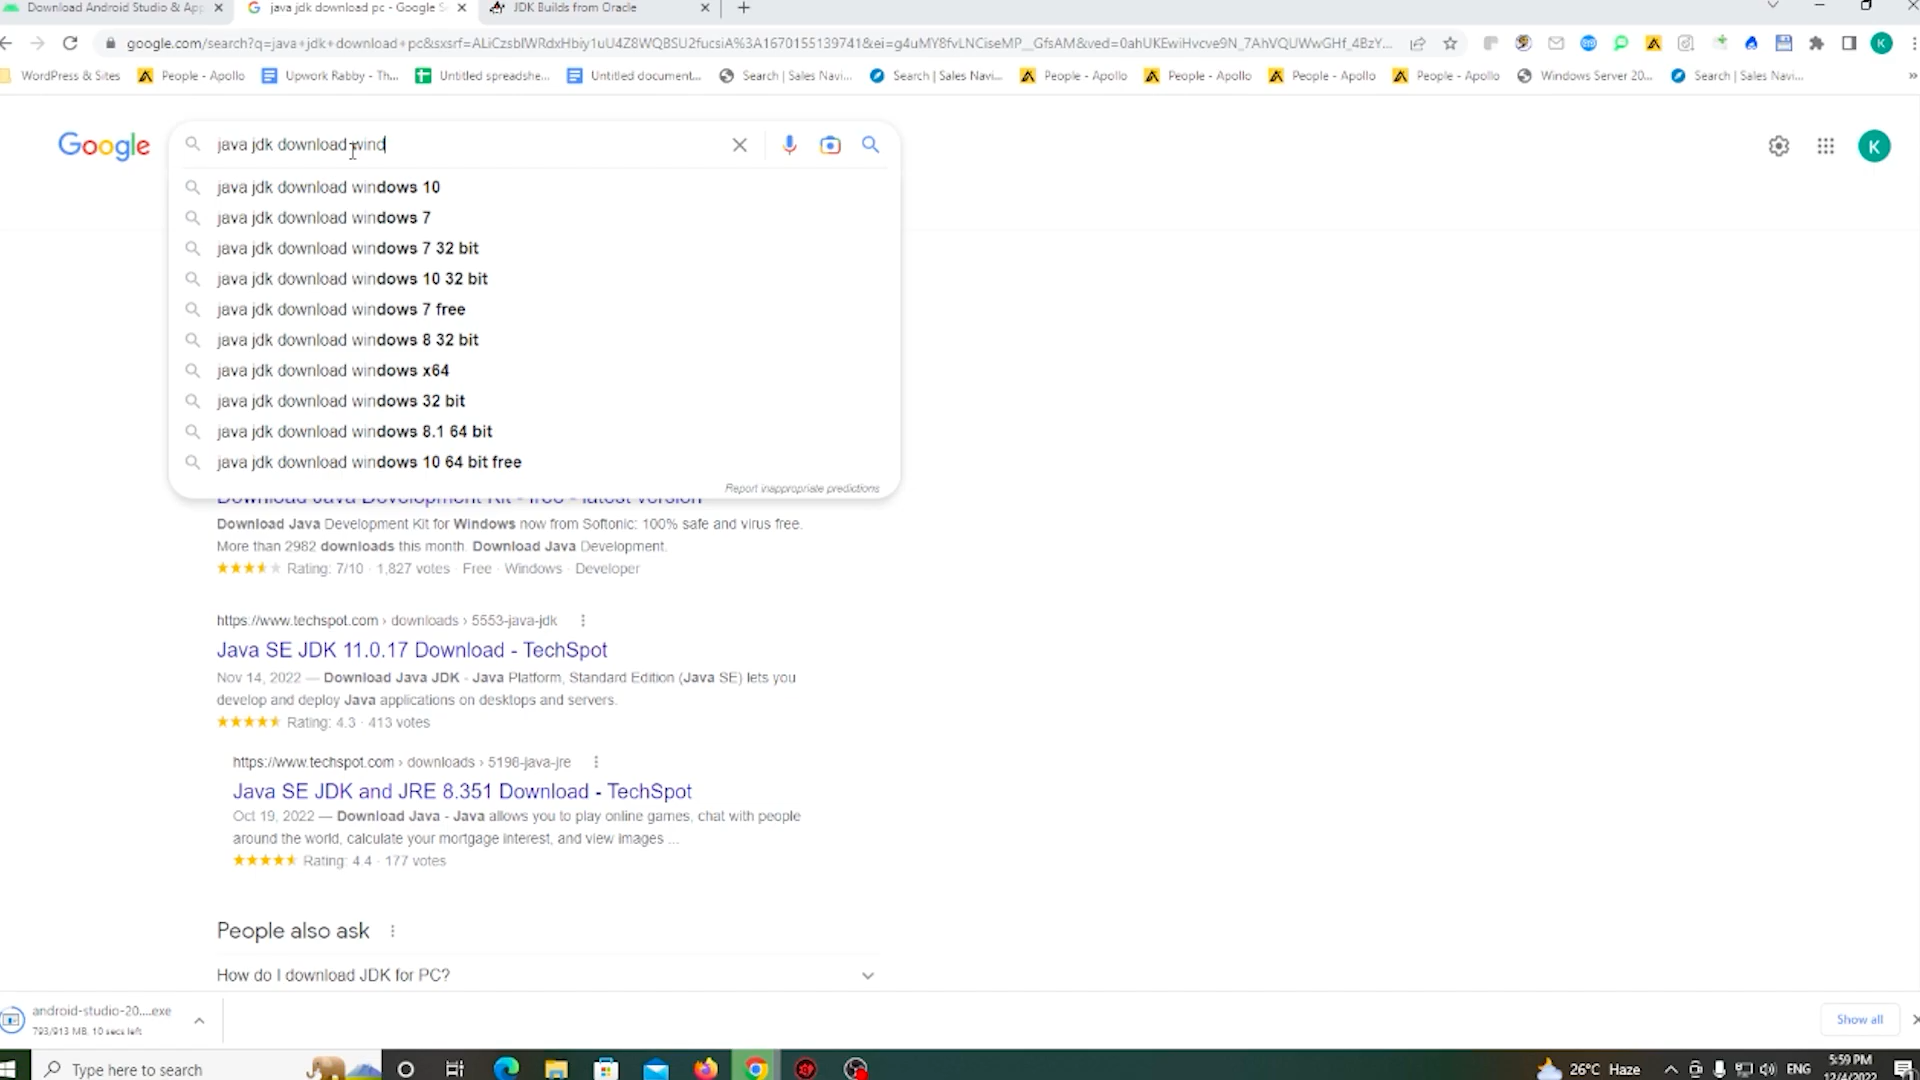 Download Android Studio & App
java jdk download pc - Google S
JDK Builds from Oracle
google.com/search?q=java+jdk+download+pc&sxsrf=ALiCzsblWRdxHbiy1uU4Z8WQBSU2fucsiA%3A1670155139741&ei=g4uMY8fvLNCiseMP__GfsAM&ved=0ahUKEwiHvcve9N_7AhVQUWwGHf_4BzY...
WordPress & Sites
People - Apollo
Upwork Rabby - Th...
Untitled spreadshe...
Untitled document...
Search | Sales Navi...
Search | Sales Navi...
People - Apollo
People - Apollo
People - Apollo
People - Apollo
Windows Server 20...
Search | Sales Navi...
Google
java jdk download wind
K
java jdk download windows 10
java jdk download windows 7
java jdk download windows 7 32 bit
java jdk download windows 10 32 bit
java jdk download windows 7 free
java jdk download windows 8 32 bit
java jdk download windows x64
java jdk download windows 32 bit
java jdk download windows 8.1 64 bit
java jdk download windows 10 64 bit free
Report inappropriate predictions
Download Java Development Kit - free - latest version
Download Java Development Kit for Windows now from Softonic: 100% safe and virus free.
More than 2982 downloads this month. Download Java Development.
Rating: 7/10 · 1,827 votes · Free · Windows · Developer
https://www.techspot.com › downloads › 5553-java-jdk
Java SE JDK 11.0.17 Download - TechSpot
Nov 14, 2022 — Download Java JDK - Java Platform, Standard Edition (Java SE) lets you
develop and deploy Java applications on desktops and servers.
Rating: 4.3 · 413 votes
https://www.techspot.com › downloads › 5198-java-jre
Java SE JDK and JRE 8.351 Download - TechSpot
Oct 19, 2022 — Download Java - Java allows you to play online games, chat with people
around the world, calculate your mortgage interest, and view images ...
Rating: 4.4 · 177 votes
People also ask
How do I download JDK for PC?
android-studio-20....exe
793/913 MB, 10 secs left
Show all
Type here to search
26°C Haze
ENG
5:59 PM
12/4/2022